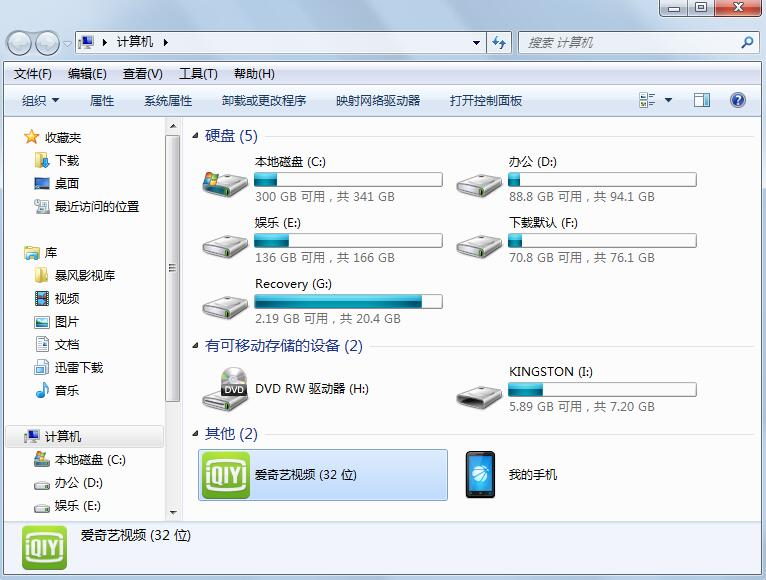 计算机
搜索 计算机
文件(F) 编辑(E) 查看(V) 工具(T) 帮助(H)
组织 属性 系统属性 卸载或更改程序 映射网络驱动器 打开控制面板
收藏夹
下载
桌面
最近访问的位置
库
暴风影视库
视频
图片
文档
迅雷下载
音乐
计算机
本地磁盘 (C:)
办公 (D:)
娱乐 (E:)
硬盘 (5)
本地磁盘 (C:)
300 GB 可用，共 341 GB
办公 (D:)
88.8 GB 可用，共 94.1 GB
娱乐 (E:)
136 GB 可用，共 166 GB
下载默认 (F:)
70.8 GB 可用，共 76.1 GB
Recovery (G:)
2.19 GB 可用，共 20.4 GB
有可移动存储的设备 (2)
DVD
DVD RW 驱动器 (H:)
KINGSTON (I:)
5.89 GB 可用，共 7.20 GB
其他 (2)
iQIYI
爱奇艺视频 (32 位)
我的手机
iQIYI
爱奇艺视频 (32 位)